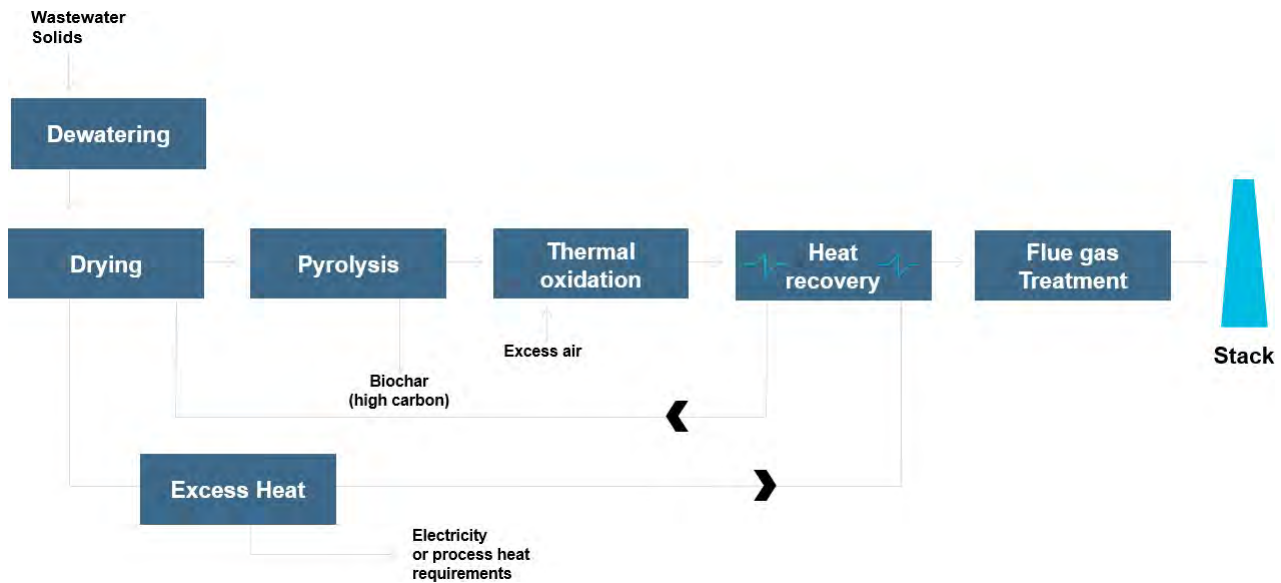 Wastewater
Solids
Dewatering
Drying
Pyrolysis
Thermal
oxidation
Heat
recovery
Flue gas
Treatment
Stack
Excess air
Biochar
(high carbon)
Excess Heat
Electricity
or process heat
requirements